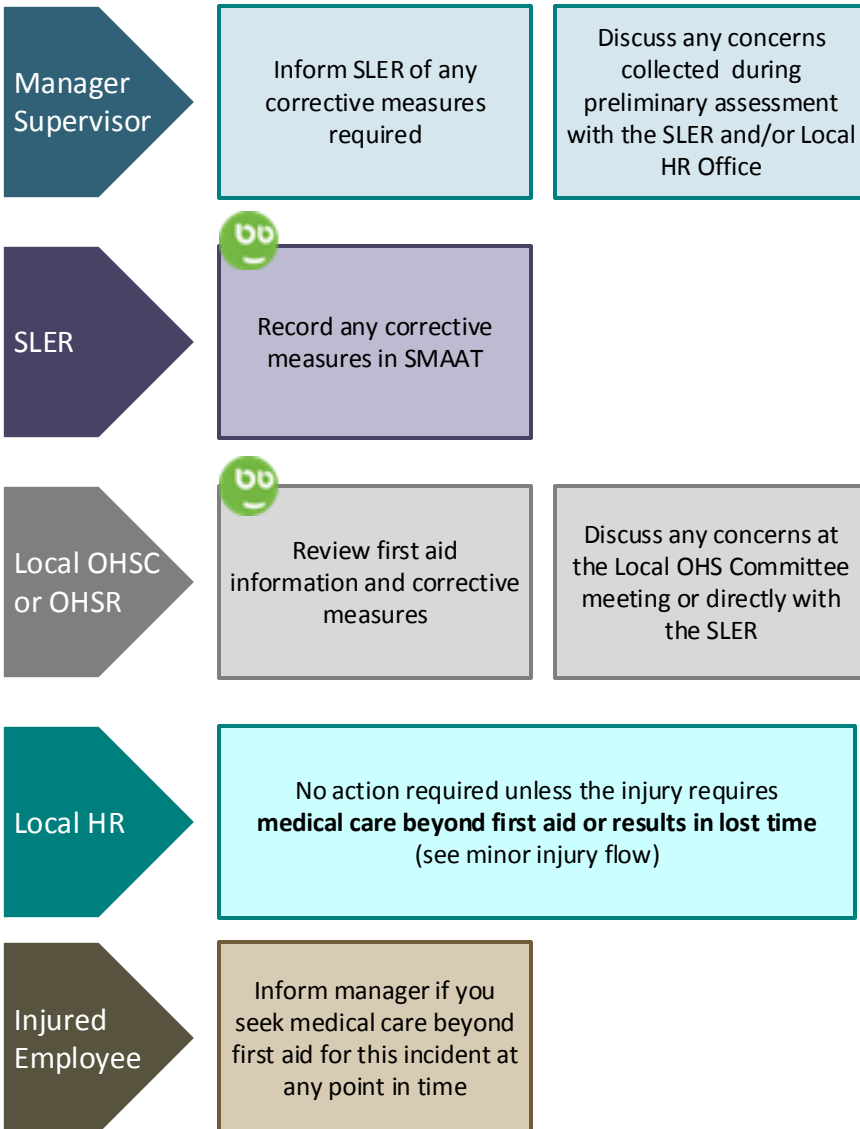 Manager
Supervisor
Inform SLER of any
corrective measures
required
Discuss any concerns
collected during
preliminary assessment
with the SLER and/or Local
HR Office
SLER
Record any corrective
measures in SMAAT
Local OHSC
or OHSR
Review first aid
information and corrective
measures
Discuss any concerns at
the Local OHS Committee
meeting or directly with
the SLER
Local HR
No action required unless the injury requires
medical care beyond first aid or results in lost time
(see minor injury flow)
Injured
Employee
Inform manager if you
seek medical care beyond
first aid for this incident at
any point in time